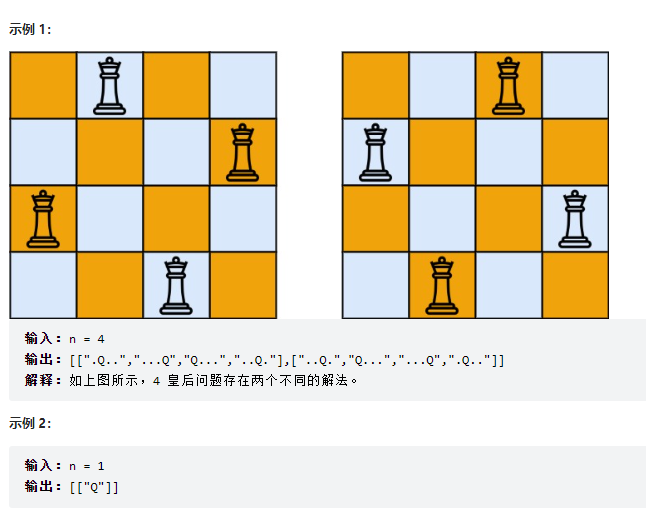 示例 1：
输入：n = 4
输出：[[".Q..","...Q","Q...","..Q."],["..Q.","Q...","...Q",".Q.."]]
解释：如上图所示，4 皇后问题存在两个不同的解法。
示例 2：
输入：n = 1
输出：[["Q"]]